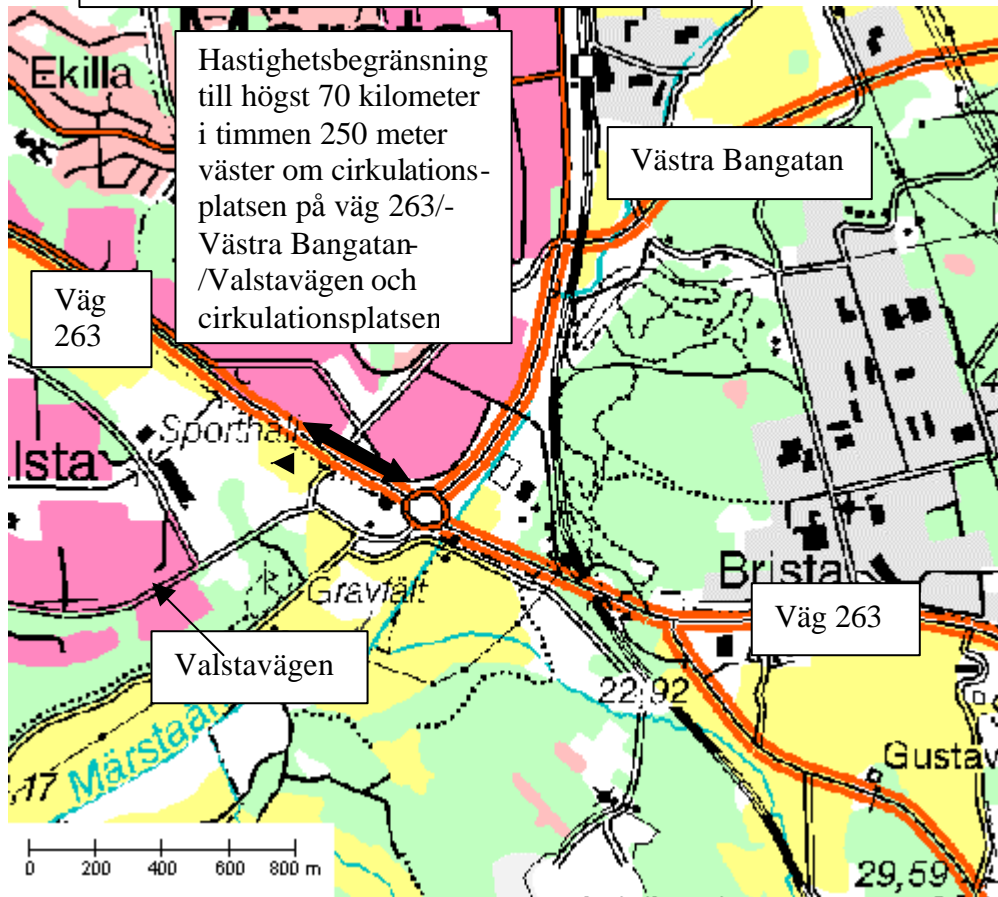 Ekilla
Hastighetsbegränsning
till högst 70 kilometer
i timmen 250 meter
väster om cirkulations-
platsen på väg 263/-
Västra Bangatan-
/Valstavägen och
cirkulationsplatsen
Västra Bangatan
Väg
263
Sporthall
lsta
Gravfält
Brista
Väg 263
Valstavägen
22,92
Märstaån
,17
Gustav
0 200 400 600 800 m
29,59